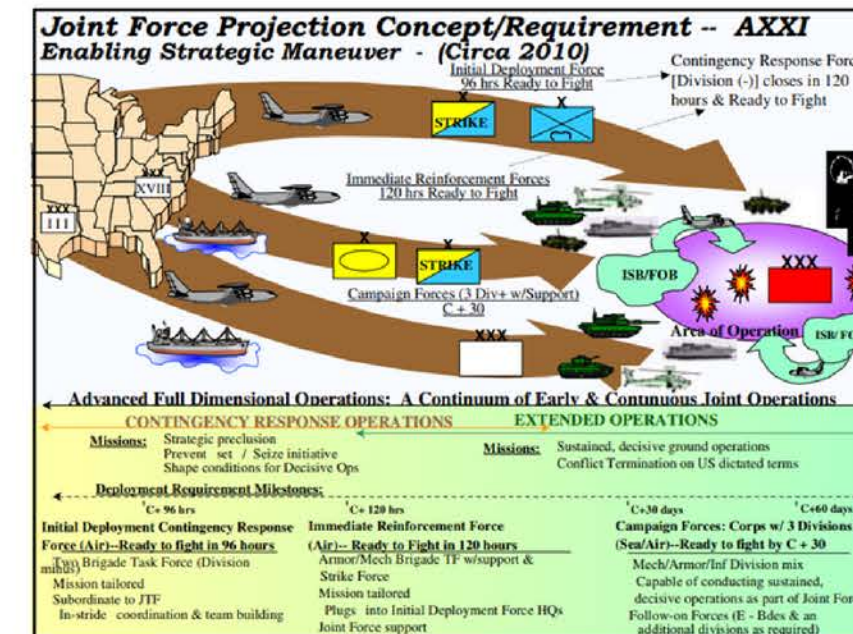 Joint Force Projection Concept/Requirement -- AXXI
Enabling Strategic Maneuver - (Circa 2010)
Initial Deployment Force
96 hrs Ready to Fight
Contingency Response Forc
[Division (-)] closes in 120
hours & Ready to Fight
X
STRIKE
X
XXX
XVIII
XXX
III
Immediate Reinforcement Forces
120 hrs Ready to Fight
X
X
STRIKE
ISB/FOB
XXX
Campaign Forces (3 Div+ w/Support)
C + 30
XXX
Area of Operation
ISB/FO
Advanced Full Dimensional Operations: A Continuum of Early & Continuous Joint Operations
CONTINGENCY RESPONSE OPERATIONS
EXTENDED OPERATIONS
Missions: Strategic preclusion
Prevent set / Seize initiative
Shape conditions for Decisive Ops
Missions: Sustained, decisive ground operations
Conflict Termination on US dictated terms
Deployment Requirement Milestones:
C+ 96 hrs
C+ 120 hrs
C+30 days
C+60 days
Initial Deployment Contingency Response
Force (Air)--Ready to fight in 96 hours
Two Brigade Task Force (Division
minus)
Mission tailored
Subordinate to JTF
In-stride coordination & team building
Immediate Reinforcement Force
(Air)-- Ready to Fight in 120 hours
Armor/Mech Brigade TF w/support &
Strike Force
Mission tailored
Plugs into Initial Deployment Force HQs
Joint Force support
Campaign Forces: Corps w/ 3 Divisions
(Sea/Air)--Ready to fight by C + 30
Mech/Armor/Inf Division mix
Capable of conducting sustained,
decisive operations as part of Joint For
Follow-on Forces (E - Bdes & an
additional divisions as required)